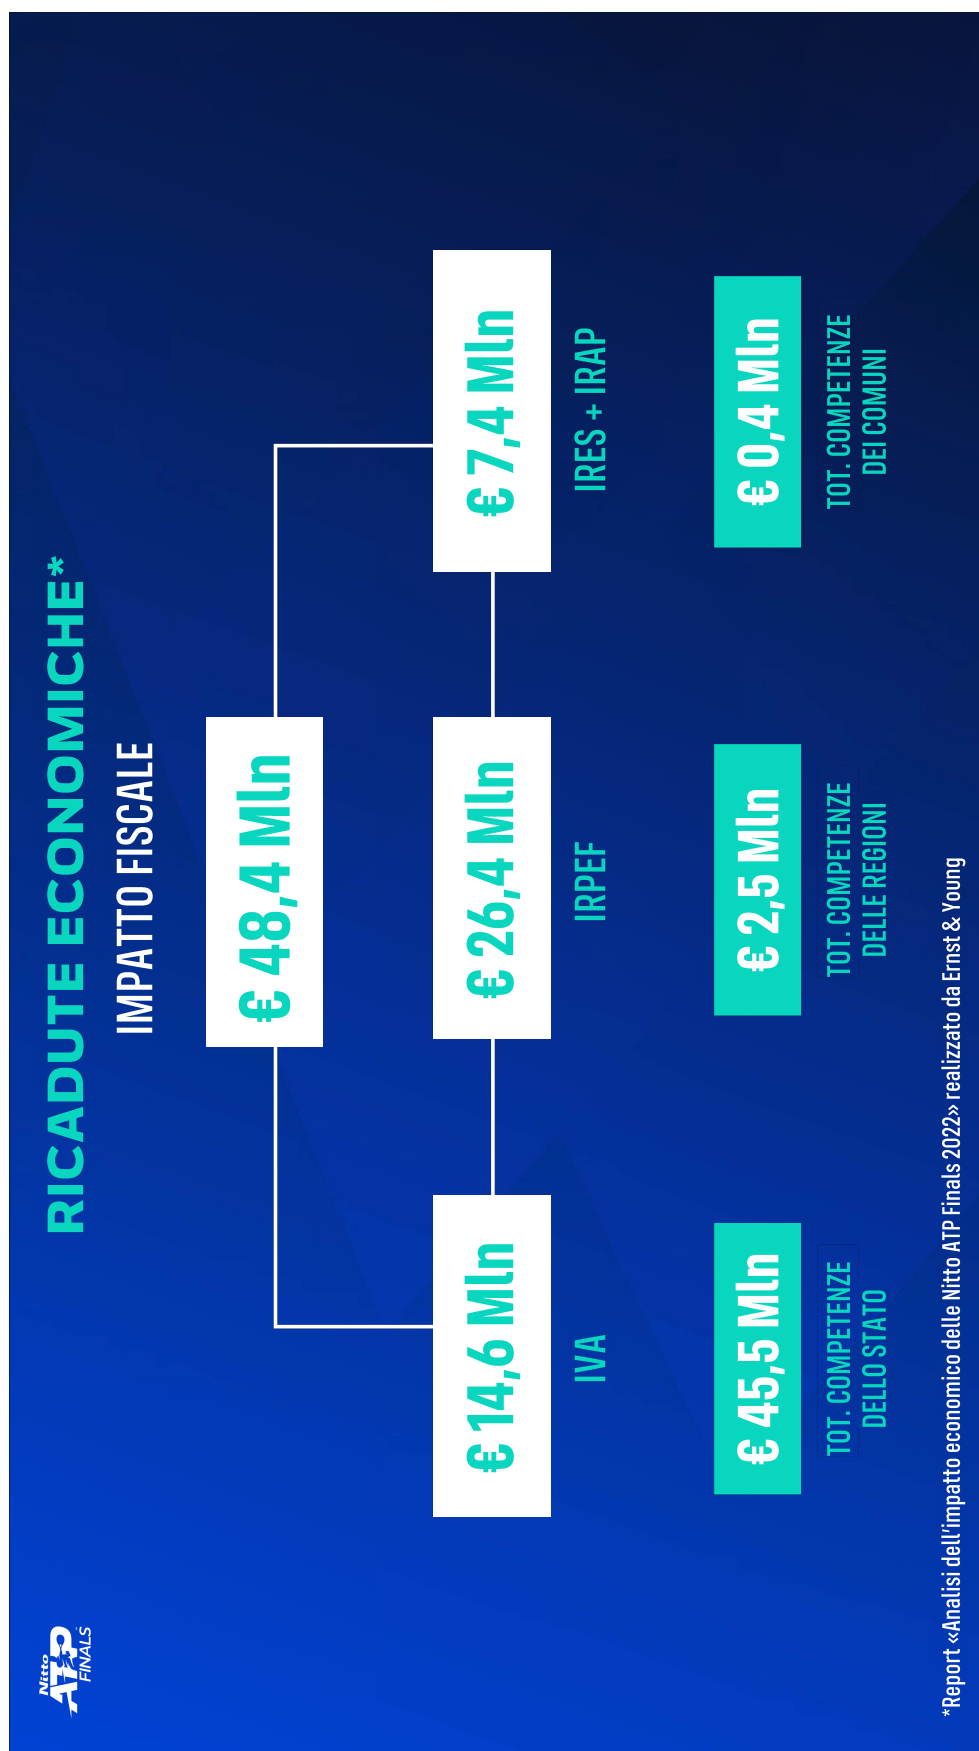 Nitto
ATP
FINALS
RICADUTE ECONOMICHE*
IMPATTO FISCALE
€ 48,4 Mln
€ 14,6 Mln
€ 26,4 Mln
€ 7,4 Mln
IVA
IRPEF
IRES + IRAP
€ 45,5 Mln
€ 2,5 Mln
€ 0,4 Mln
TOT. COMPETENZE
DELLO STATO
TOT. COMPETENZE
DELLE REGIONI
TOT. COMPETENZE
DEI COMUNI
*Report «Analisi dell'impatto economico delle Nitto ATP Finals 2022» realizzato da Ernst & Young